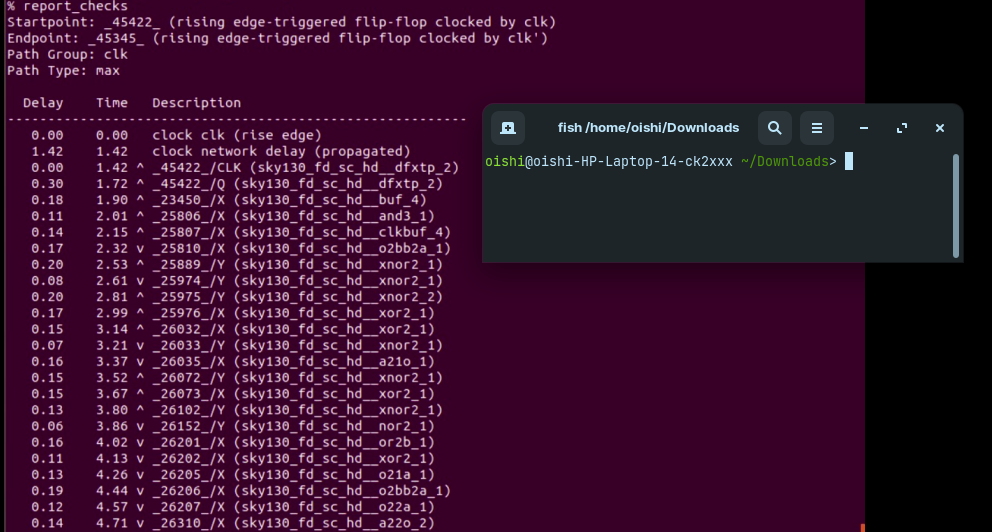 % report_checks
Startpoint: _45422_ (rising edge-triggered flip-flop clocked by clk)
Endpoint: _45345_ (rising edge-triggered flip-flop clocked by clk')
Path Group: clk
Path Type: max
Delay Time Description
---------------------------------------------------------
0.00 0.00 clock clk (rise edge)
1.42 1.42 clock network delay (propagated)
0.00 1.42 ^ _45422_/CLK (sky130_fd_sc_hd__dfxtp_2)
0.30 1.72 ^ _45422_/Q (sky130_fd_sc_hd__dfxtp_2)
0.18 1.90 ^ _23450_/X (sky130_fd_sc_hd__buf_4)
0.11 2.01 ^ _25806_/X (sky130_fd_sc_hd__and3_1)
0.14 2.15 ^ _25807_/X (sky130_fd_sc_hd__clkbuf_4)
0.17 2.32 v _25810_/X (sky130_fd_sc_hd__o2bb2a_1)
0.20 2.53 ^ _25889_/Y (sky130_fd_sc_hd__xnor2_1)
0.08 2.61 v _25974_/Y (sky130_fd_sc_hd__xnor2_1)
0.20 2.81 ^ _25975_/Y (sky130_fd_sc_hd__xnor2_2)
0.17 2.99 ^ _25976_/X (sky130_fd_sc_hd__xor2_1)
0.15 3.14 ^ _26032_/X (sky130_fd_sc_hd__xor2_1)
0.07 3.21 v _26033_/Y (sky130_fd_sc_hd__xnor2_1)
0.16 3.37 v _26035_/X (sky130_fd_sc_hd__a21o_1)
0.15 3.52 ^ _26072_/Y (sky130_fd_sc_hd__xnor2_1)
0.15 3.67 ^ _26073_/X (sky130_fd_sc_hd__xor2_1)
0.13 3.80 ^ _26102_/Y (sky130_fd_sc_hd__xnor2_1)
0.06 3.86 v _26152_/Y (sky130_fd_sc_hd__nor2_1)
0.16 4.02 v _26201_/X (sky130_fd_sc_hd__or2b_1)
0.11 4.13 v _26202_/X (sky130_fd_sc_hd__xor2_1)
0.13 4.26 v _26205_/X (sky130_fd_sc_hd__o21a_1)
0.19 4.44 v _26206_/X (sky130_fd_sc_hd__o2bb2a_1)
0.12 4.57 v _26207_/X (sky130_fd_sc_hd__o22a_1)
0.14 4.71 v _26310_/X (sky130_fd_sc_hd__a22o_2)
fish /home/oishi/Downloads
oishi@oishi-HP-Laptop-14-ck2xxx ~/Downloads>